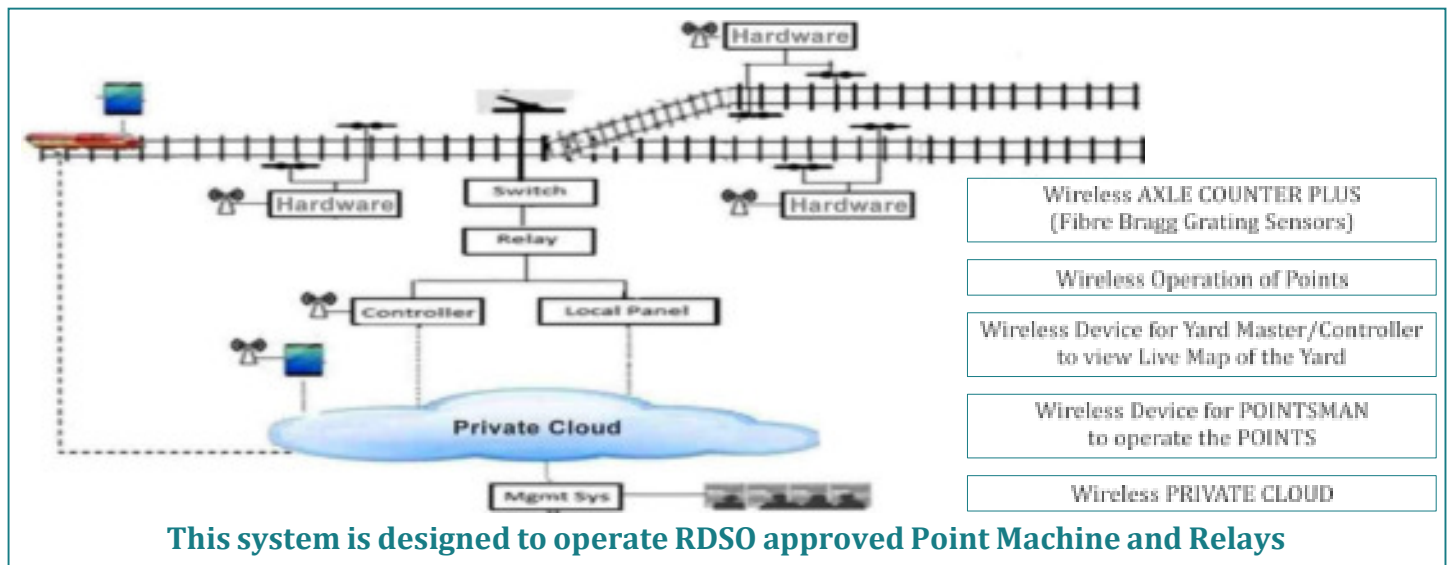 Hardware
Hardware
Hardware
Switch
Relay
Controller
Local Panel
Private Cloud
Mgmt Sys
Wireless AXLE COUNTER PLUS
(Fibre Bragg Grating Sensors)
Wireless Operation of Points
Wireless Device for Yard Master/Controller
to view Live Map of the Yard
Wireless Device for POINTSMAN
to operate the POINTS
Wireless PRIVATE CLOUD
This system is designed to operate RDSO approved Point Machine and Relays